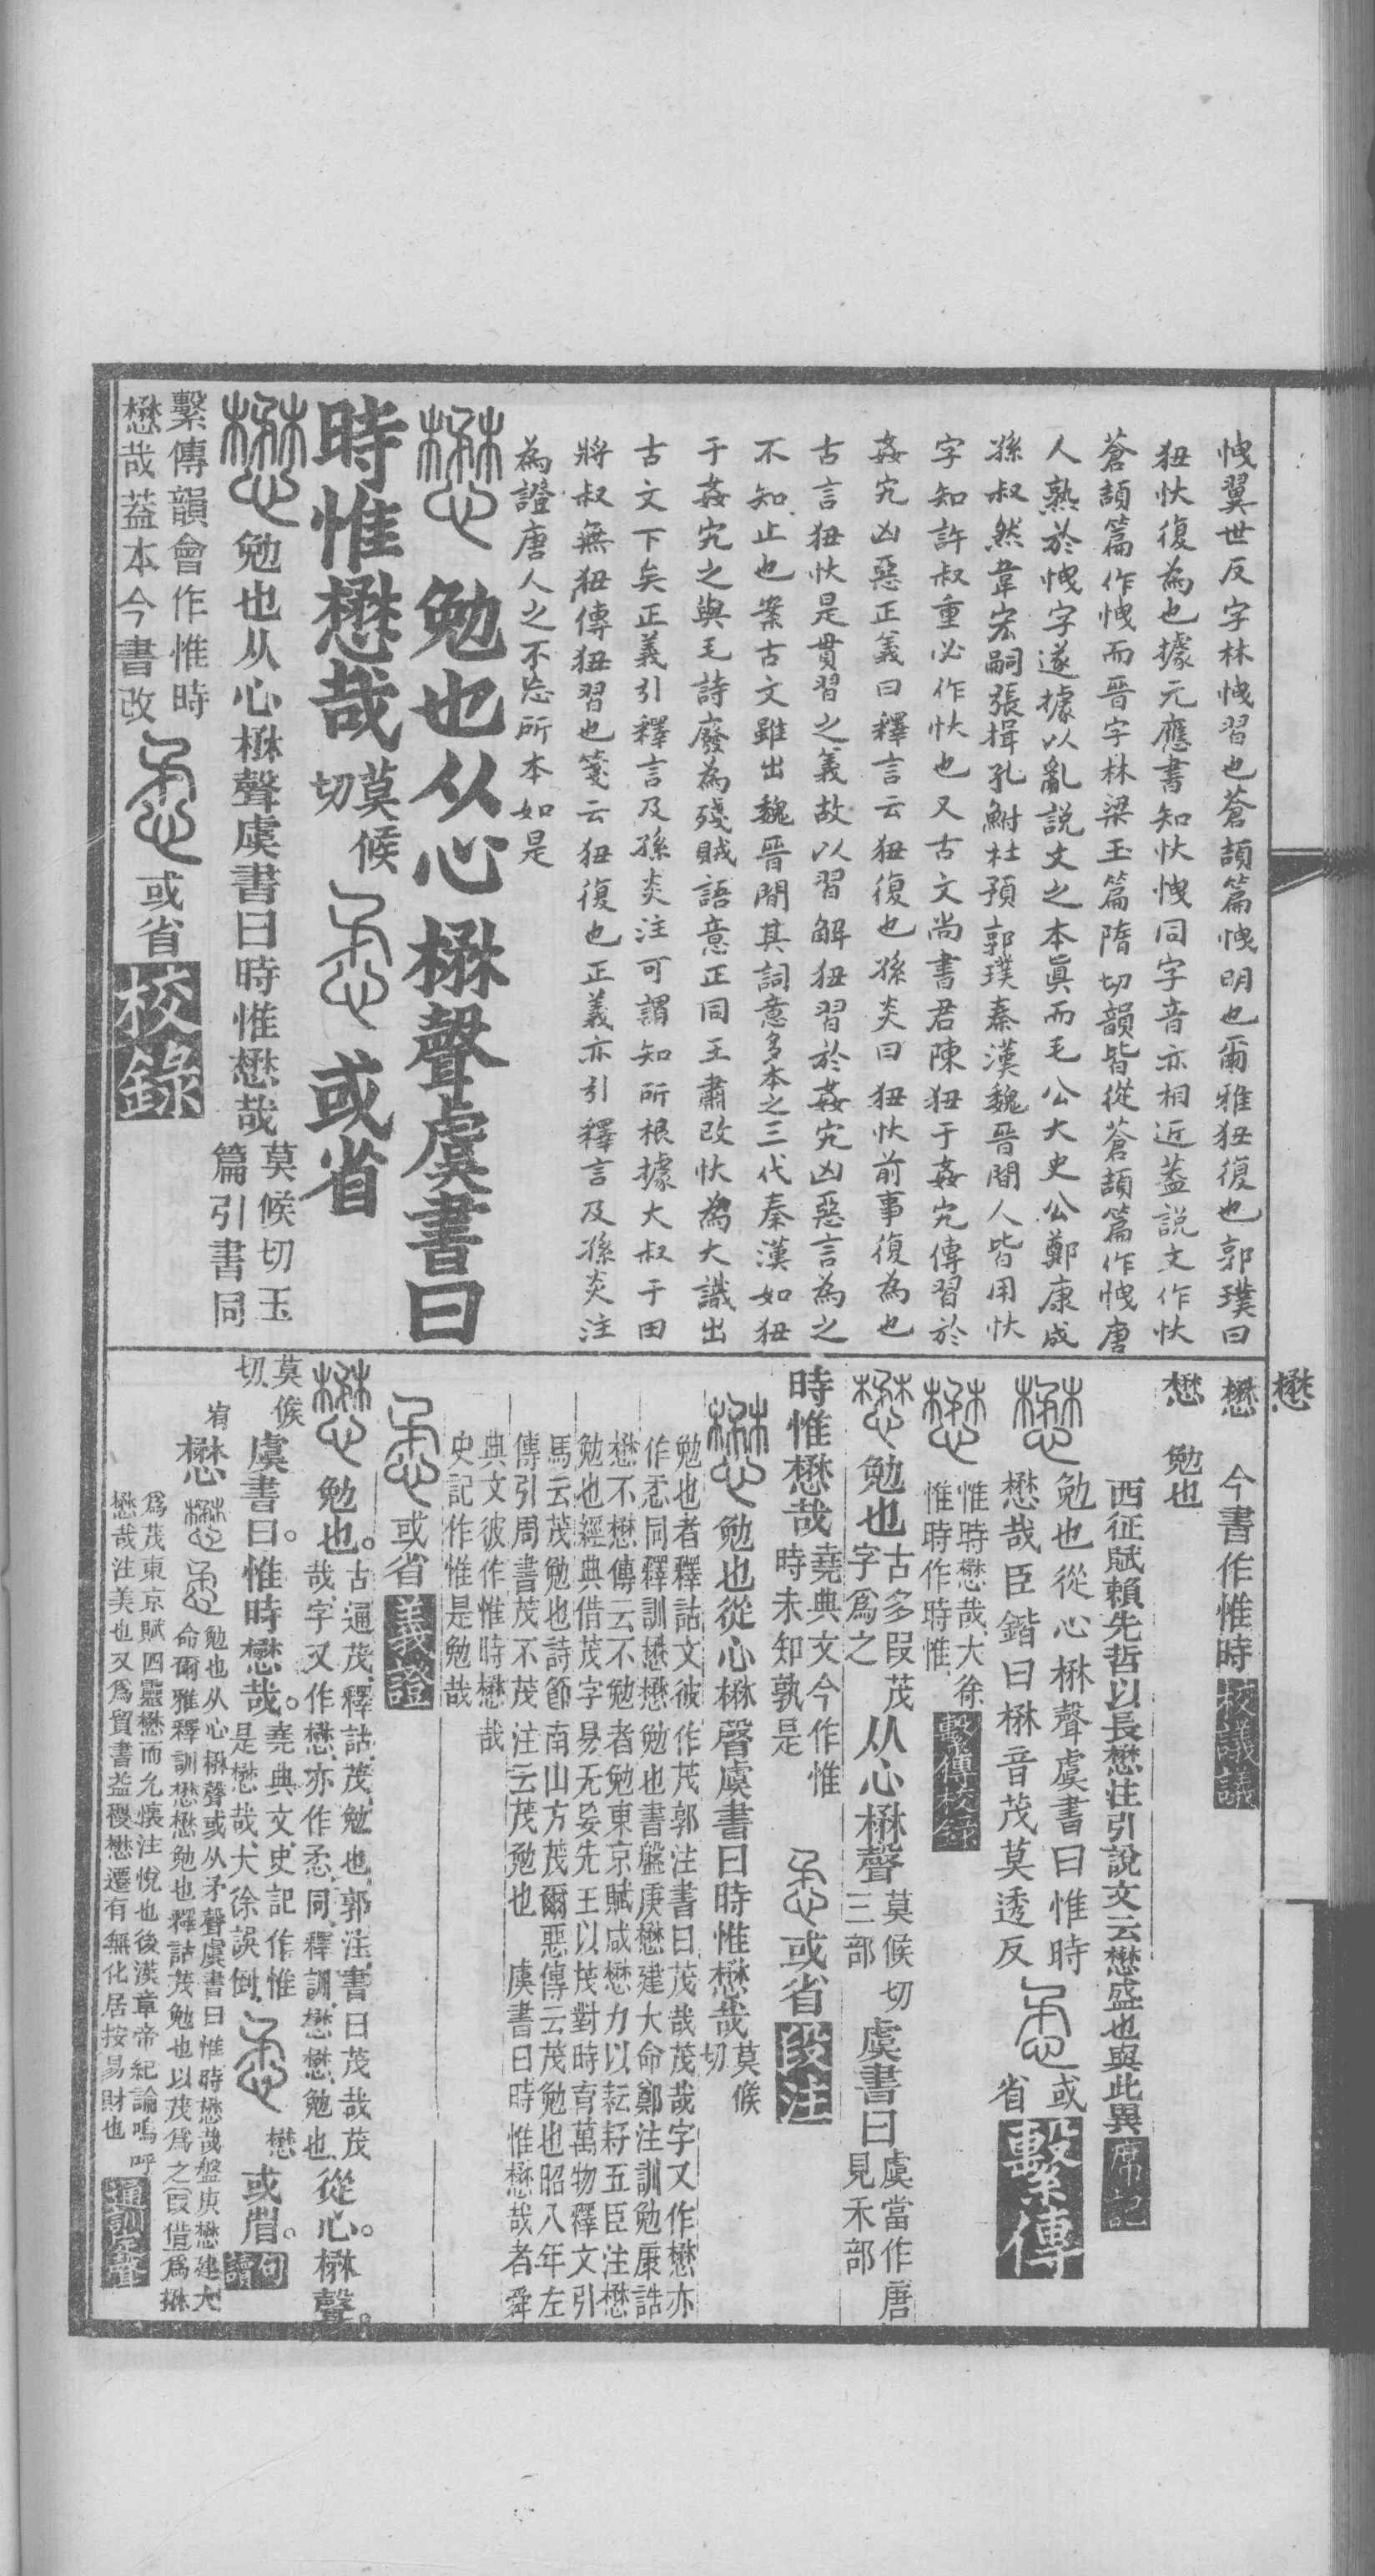 愧翼世反字林愧習也蒼頡篇愧明也爾雅狃復也郭璞曰
狃忕復為也據元應書知忕愧同字音亦相近蓋說文作忕
蒼頡篇作愧而晋字林梁玉篇隋切韻皆從蒼頡篇作愧唐
人熟於愧字遂據以亂說文之本眞而毛公大史公鄭康成
孫叔然韋宏嗣張揖孔鮒杜預郭璞秦漢魏晋間人皆用忕
字知許叔重必作忕也又古文尚書君陳狃于姦宄傳習於
姦宄凶惡正義曰釋言云狃復也孫炎曰狃忕前事復為也
古言狃忕是貫習之義故以習解狃習於姦宄凶惡言為之
不知止也案古文雖出魏晋間其詞意多本之三代秦漢如狃
于姦宄之與毛詩廢為殘賊語意正同王肅改忕為大識出
古文下矣正義引釋言及孫炎注可謂知所根據大叔于田
將叔無狃傳狃習也箋云狃復也正義亦引釋言及孫炎注
為證唐人之不忘所本如是
懋 勉也从心楙聲虞書曰
時惟懋哉 莫候切 或省
懋 勉也从心楙聲虞書曰時惟懋哉 莫候切玉篇引書同
繫傳韻會作惟時懋哉蓋本今書改 或省 校錄
懋
懋 今書作惟時 校議議
懋 勉也 西征賦賴先哲以長懋注引說文云懋盛也與此異 席記
懋 勉也從心楙聲虞書曰惟時
懋哉臣鍇曰楙音茂莫透反 或省 繫傳
懋 惟時懋哉大徐惟時作時惟 繫傳校錄
懋 勉也 古多叚茂字爲之 从心楙聲 莫候切三部 虞書曰 虞當作唐見禾部
時惟懋哉 堯典文今作惟時未知孰是 或省 段注
懋 勉也從心楙聲虞書曰時惟懋哉 莫候切
勉也者釋詁文彼作茂郭注書曰茂哉茂哉字又作懋亦
作忞同釋訓懋懋勉也書盤庚懋建大命鄭注訓勉康誥
懋不懋傳云不勉者勉東京賦咸懋力以耘耔五臣注懋
勉也經典借茂字易无妄先王以茂對時育萬物釋文引
馬云茂勉也詩節南山方茂爾惡傳云茂勉也昭八年左
傳引周書茂不茂注云茂勉也 虞書曰時惟懋哉者舜
典文彼作惟時懋哉
史記作惟是勉哉
或省 義證
懋 勉也。 古通茂釋詁茂勉也郭注書曰茂哉茂哉字又作懋亦作忞同釋訓懋懋勉也 從心。楙聲。
莫候切 虞書曰。惟時懋哉。 堯典文史記作惟是懋哉大徐誤倒 懋或省。 句讀
宥
懋 勉也从心楙聲或从矛聲虞書曰惟時懋哉盤庚懋建大命爾雅釋訓懋懋勉也釋詁茂勉也以茂爲之 叚借爲楙
爲茂東京賦四靈懋而允懷注悅也後漢章帝紀論嗚呼懋哉注美也又爲貿書益稷懋遷有無化居按易財也 通訓定聲